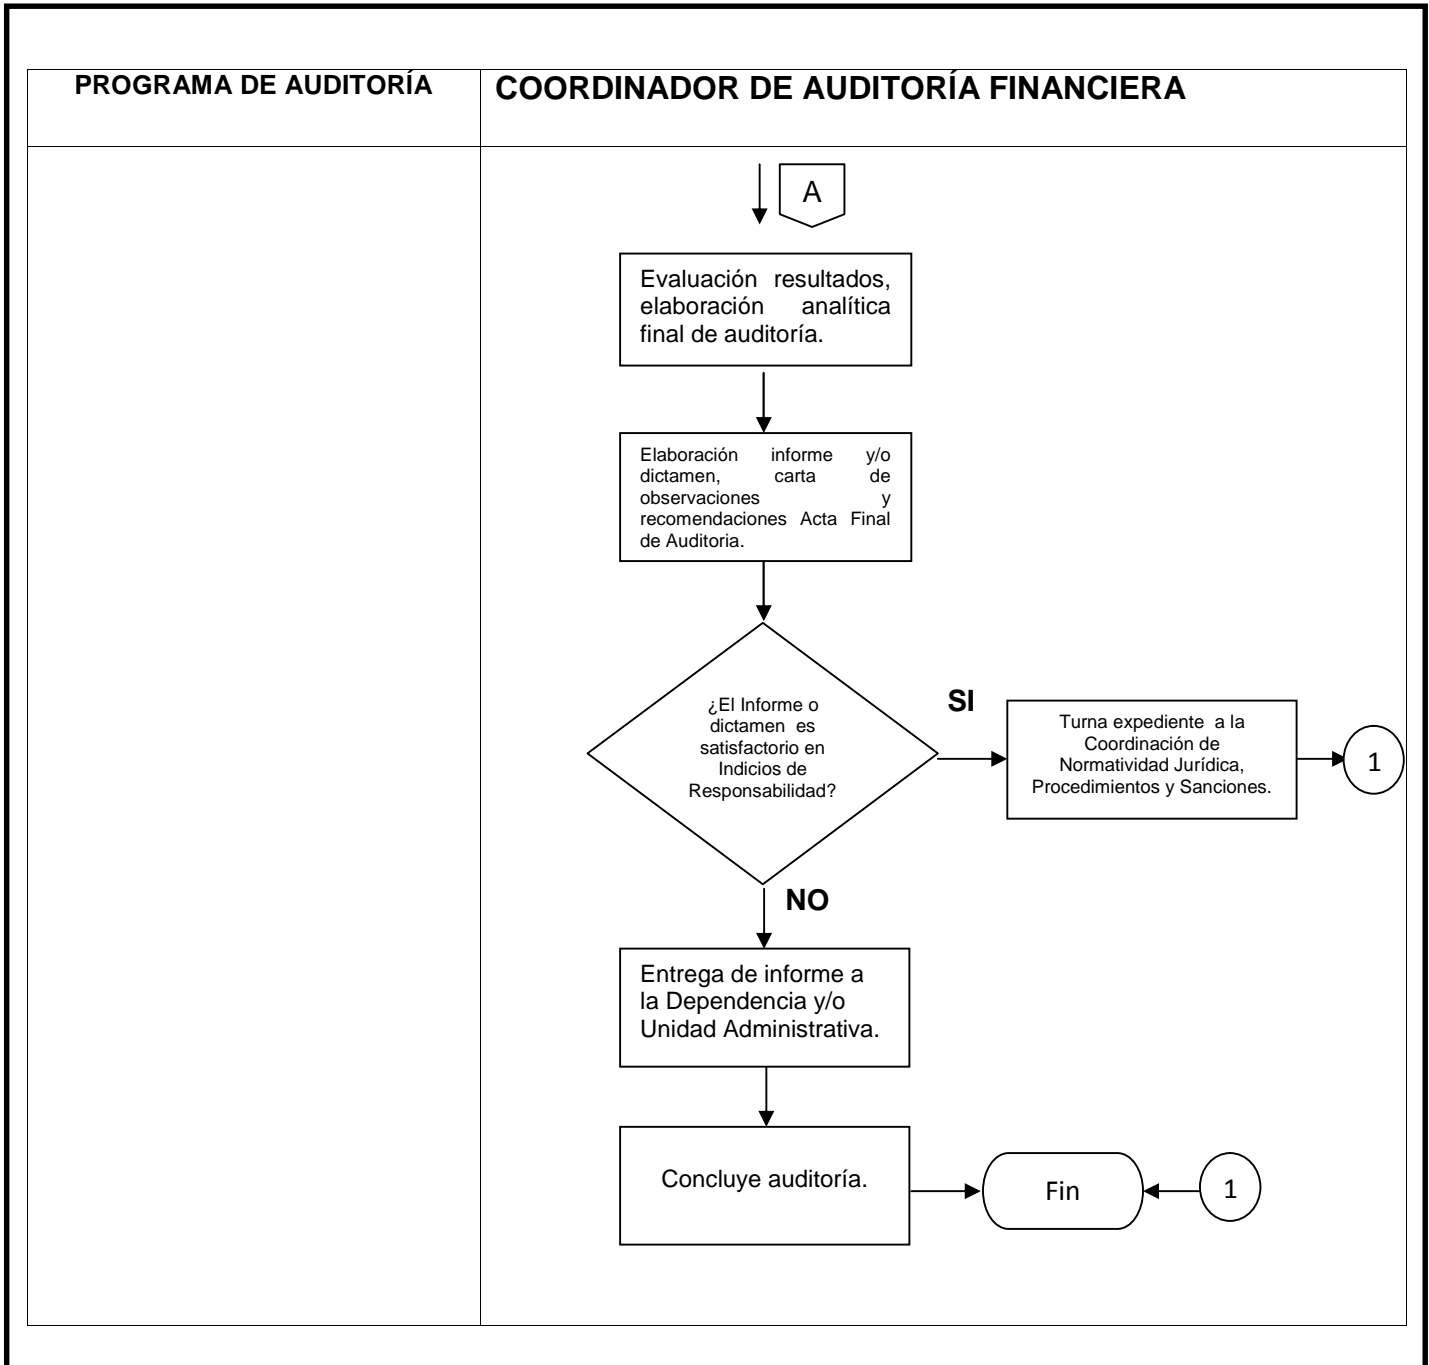 PROGRAMA DE AUDITORÍA
COORDINADOR DE AUDITORÍA FINANCIERA
A
Evaluación resultados,
elaboración analítica
final de auditoría.
Elaboración informe y/o
dictamen, carta de
observaciones y
recomendaciones Acta Final
de Auditoria.
¿El Informe o
dictamen es
satisfactorio en
Indicios de
Responsabilidad?
SI
Turna expediente a la
Coordinación de
Normatividad Jurídica,
Procedimientos y Sanciones.
1
NO
Entrega de informe a
la Dependencia y/o
Unidad Administrativa.
Concluye auditoría.
Fin
1